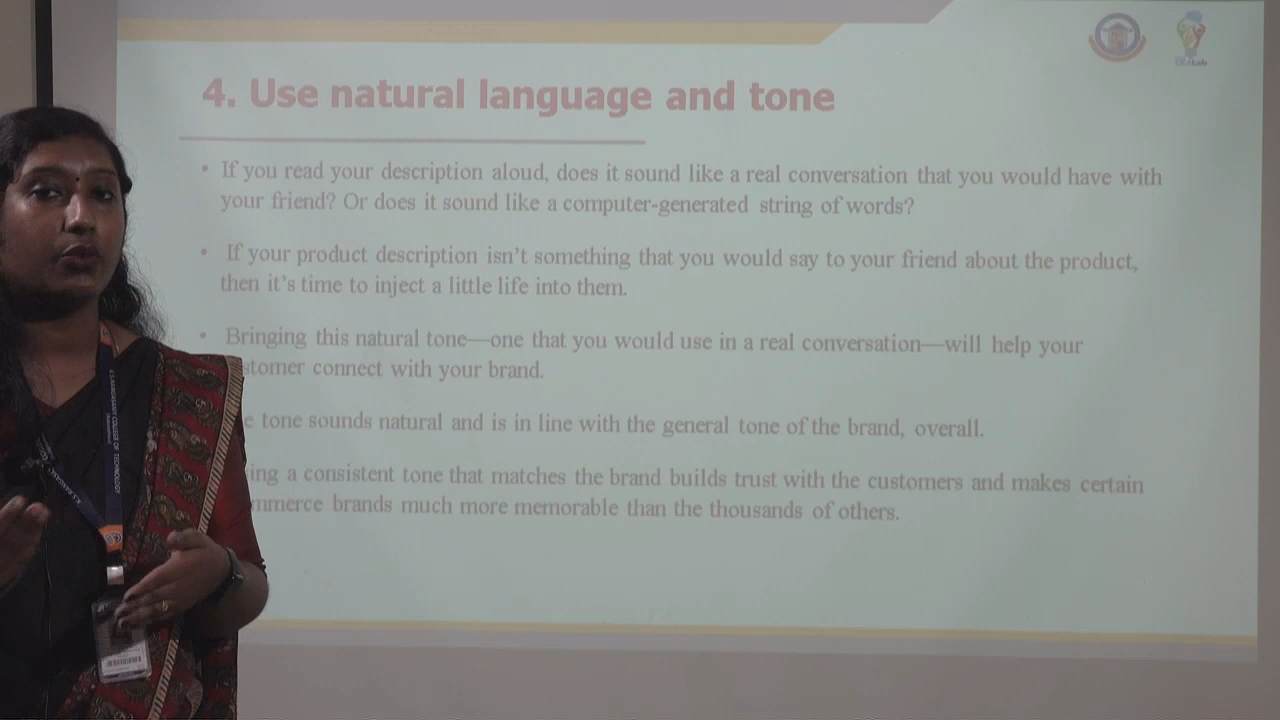 4. Use natural language and tone
• If you read your description aloud, does it sound like a real conversation that you would have with
your friend? Or does it sound like a computer-generated string of words?
• If your product description isn't something that you would say to your friend about the product,
then it's time to inject a little life into them.
• Bringing this natural tone—one that you would use in a real conversation—will help your
stomer connect with your brand.
e tone sounds natural and is in line with the general tone of the brand, overall.
ing a consistent tone that matches the brand builds trust with the customers and makes certain
mmerce brands much more memorable than the thousands of others.
K.S.RANGASAMY COLLEGE OF TECHNOLOGY